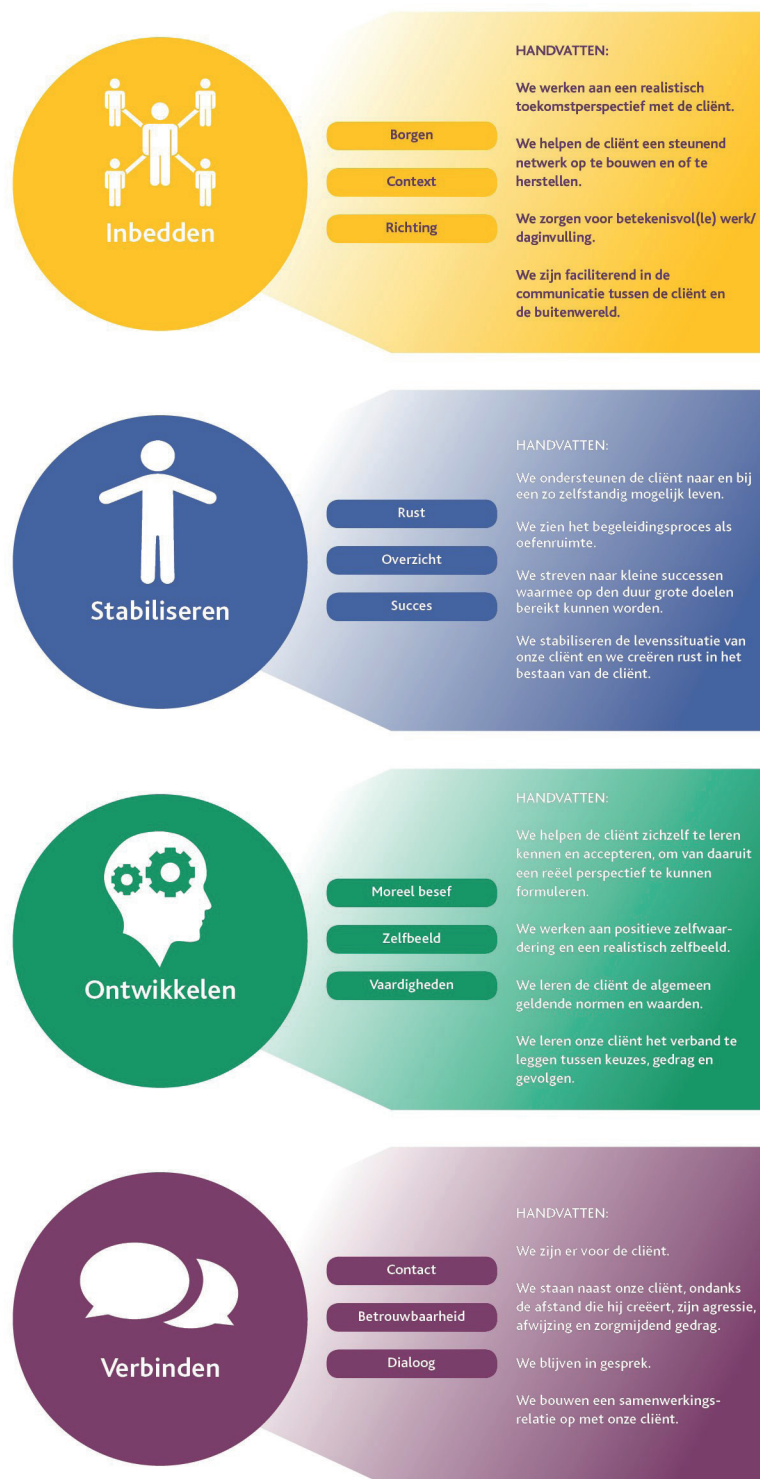 Inbedden
Borgen
Context
Richting
HANDVATTEN:
We werken aan een realistisch
toekomstperspectief met de cliënt.
We helpen de cliënt een steunend
netwerk op te bouwen en of te
herstellen.
We zorgen voor betekenisvol(le) werk/
daginvulling.
We zijn faciliterend in de
communicatie tussen de cliënt en
de buitenwereld.
Stabiliseren
Rust
Overzicht
Succes
HANDVATTEN:
We ondersteunen de cliënt naar en bij
een zo zelfstandig mogelijk leven.
We zien het begeleidingsproces als
oefenruimte.
We streven naar kleine successen
waarmee op den duur grote doelen
bereikt kunnen worden.
We stabiliseren de levenssituatie van
onze cliënt en we creëren rust in het
bestaan van de cliënt.
Ontwikkelen
Moreel besef
Zelfbeeld
Vaardigheden
HANDVATTEN:
We helpen de cliënt zichzelf te leren
kennen en accepteren, om van daaruit
een reëel perspectief te kunnen
formuleren.
We werken aan positieve zelfwaar-
dering en een realistisch zelfbeeld.
We leren de cliënt de algemeen
geldende normen en waarden.
We leren onze cliënt het verband te
leggen tussen keuzes, gedrag en
gevolgen.
Verbinden
Contact
Betrouwbaarheid
Dialoog
HANDVATTEN:
We zijn er voor de cliënt.
We staan naast onze cliënt, ondanks
de afstand die hij creëert, zijn agressie,
afwijzing en zorgmijdend gedrag.
We blijven in gesprek.
We bouwen een samenwerkings-
relatie op met onze cliënt.